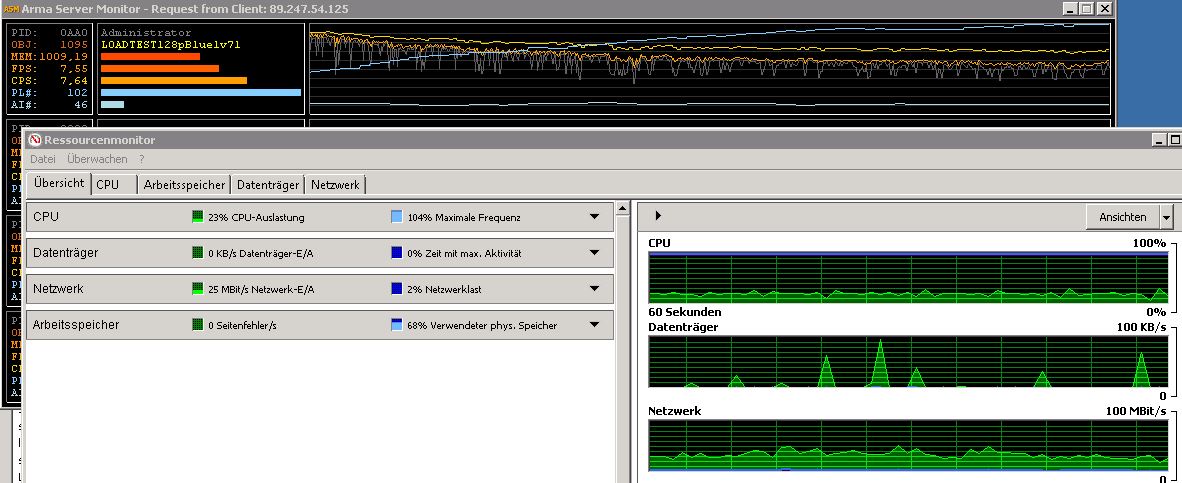 ASM Arma Server Monitor - Request from Client: 89.247.54.125
PID: 0AA0 Administrator
OBJ: 1095 LOADTEST128pBluelv71
MEM:1009,19
FPS: 7,55
CPS: 7,64
PL#: 102
AI#: 46
Ressourcenmonitor
Datei Überwachen ?
Übersicht CPU Arbeitsspeicher Datenträger Netzwerk
CPU 23% CPU-Auslastung 104% Maximale Frequenz
Datenträger 0 KB/s Datenträger-E/A 0% Zeit mit max. Aktivität
Netzwerk 25 MBit/s Netzwerk-E/A 2% Netzwerklast
Arbeitsspeicher 0 Seitenfehler/s 68% Verwendeter phys. Speicher
Ansichten
CPU 100%
60 Sekunden 0%
Datenträger 100 KB/s
0
Netzwerk 100 MBit/s
0